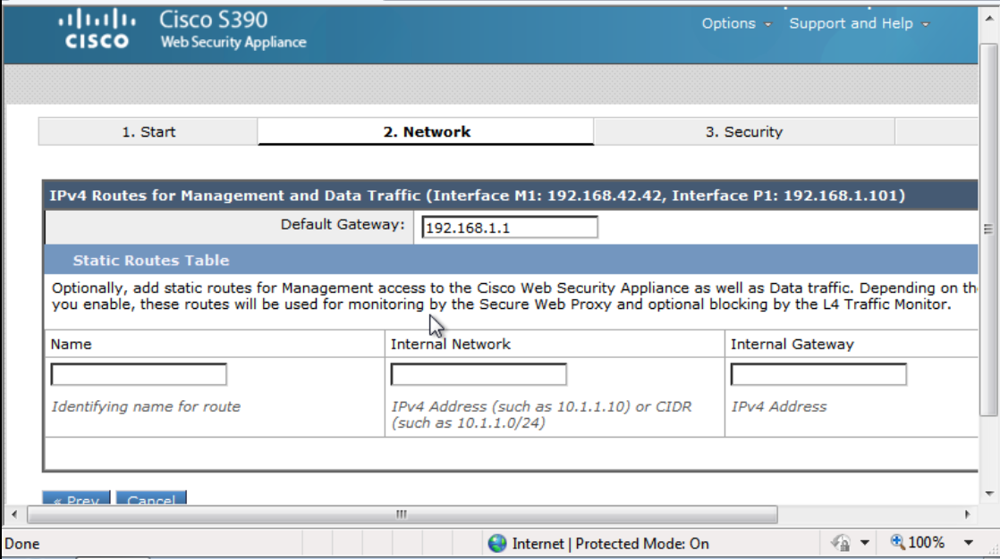 Cisco S390
CISCO Web Security Appliance
Options Support and Help
1. Start 2. Network 3. Security
IPv4 Routes for Management and Data Traffic (Interface M1: 192.168.42.42, Interface P1: 192.168.1.101)
Default Gateway: 192.168.1.1
Static Routes Table
Optionally, add static routes for Management access to the Cisco Web Security Appliance as well as Data traffic. Depending on th
you enable, these routes will be used for monitoring by the Secure Web Proxy and optional blocking by the L4 Traffic Monitor.
Name Internal Network Internal Gateway
Identifying name for route IPv4 Address (such as 10.1.1.10) or CIDR IPv4 Address
(such as 10.1.1.0/24)
« Prev Cancel
Done Internet | Protected Mode: On 100%